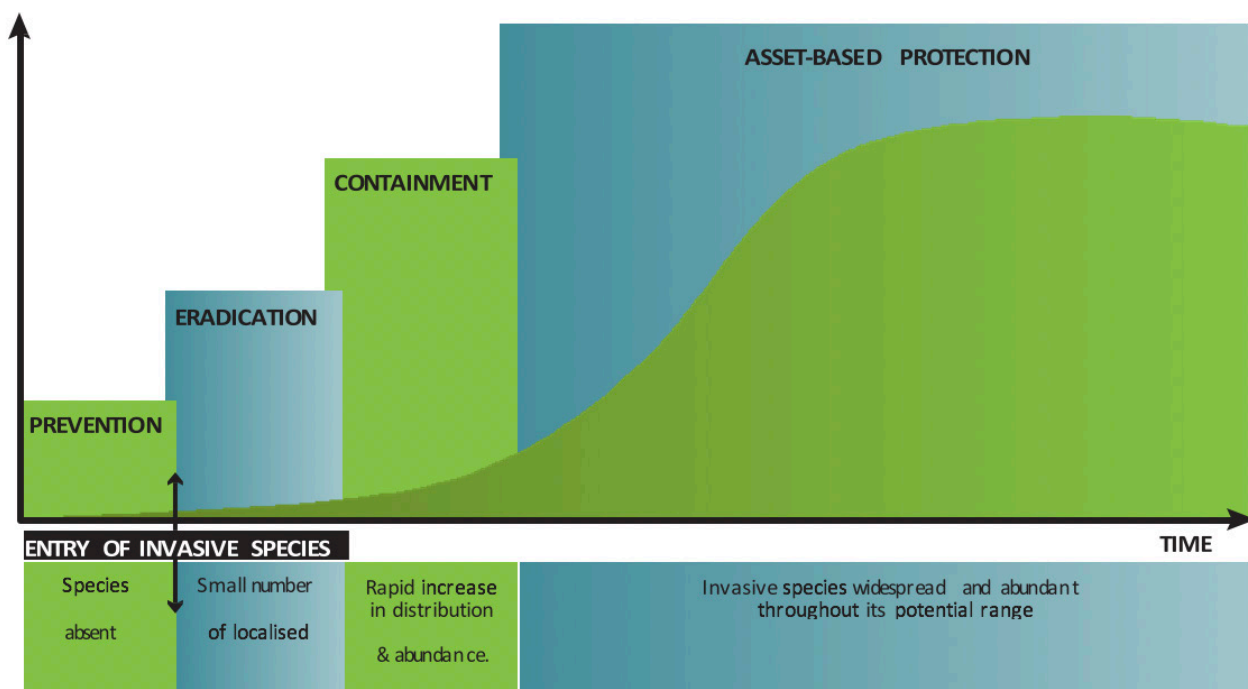 ASSET-BASED PROTECTION
CONTAINMENT
ERADICATION
PREVENTION
ENTRY OF INVASIVE SPECIES
TIME
Species
absent
Small number
of localised
Rapid increase
in distribution
& abundance.
Invasive species widespread and abundant
throughout its potential range